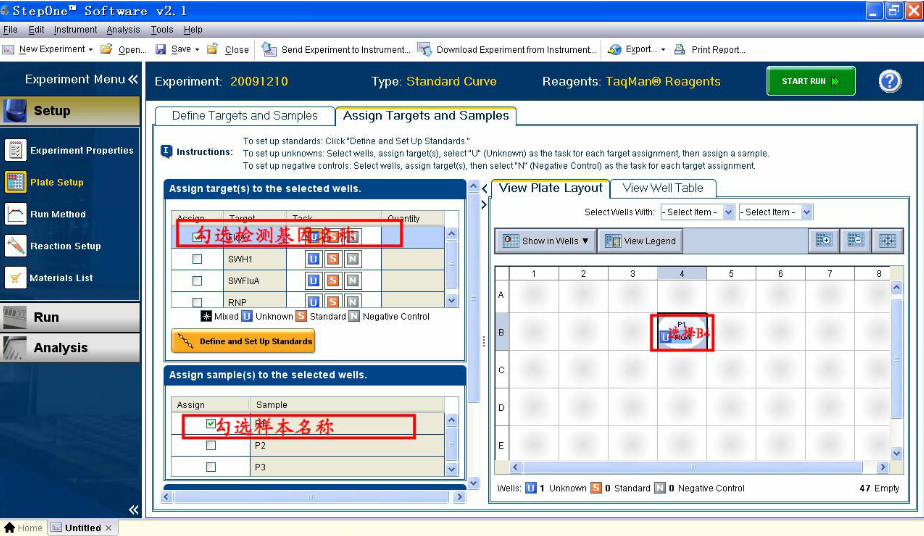 StepOne™ Software v2.1
File Edit Instrument Analysis Tools Help
New Experiment Open... Save Close Send Experiment to Instrument... Download Experiment from Instrument... Export... Print Report...
Experiment Menu «
Experiment: 20091210 Type: Standard Curve Reagents: TaqMan® Reagents START RUN
Setup
Experiment Properties
Plate Setup
Run Method
Reaction Setup
Materials List
Run
Analysis
Define Targets and Samples Assign Targets and Samples
Instructions:
To set up standards: Click "Define and Set Up Standards."
To set up unknowns: Select wells, assign target(s), select "U" (Unknown) as the task for each target assignment, then assign a sample.
To set up negative controls: Select wells, assign target(s), then select "N" (Negative Control) as the task for each target assignment.
Assign target(s) to the selected wells.
Assign Target Task Quantity
勾选检测基因名称
SWH1 U S N
SWFluA U S N
RNP U S N
Mixed U Unknown S Standard N Negative Control
Define and Set Up Standards
Assign sample(s) to the selected wells.
Assign Sample
勾选样本名称
P2
P3
View Plate Layout View Well Table
Select Wells With: - Select Item - - Select Item -
Show in Wells ▼ View Legend
1 2 3 4 5 6 7 8
A
B
P1
U
选择B4
C
D
E
Wells: U 1 Unknown S 0 Standard N 0 Negative Control 47 Empty
Home Untitled ×